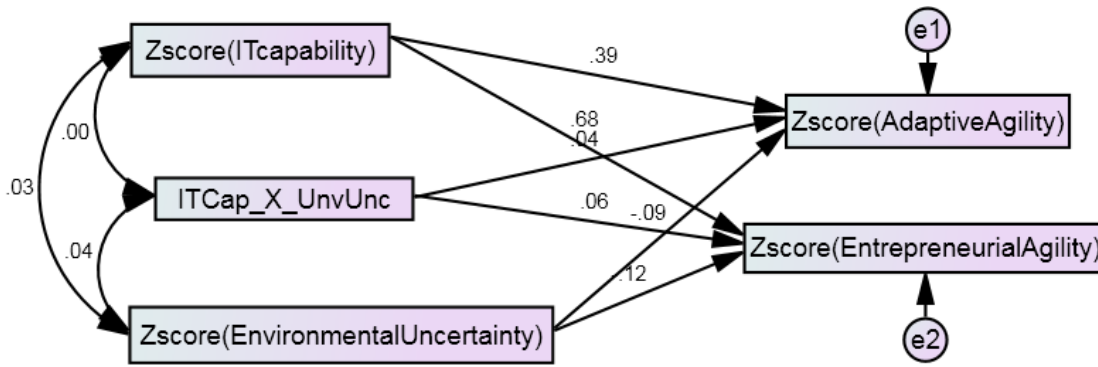 e1
Zscore(ITcapability)
.39
Zscore(AdaptiveAgility)
.00
.68
.04
.03
ITCap_X_UnvUnc
.06
-.09
.04
Zscore(EntrepreneurialAgility)
-.12
Zscore(EnvironmentalUncertainty)
e2